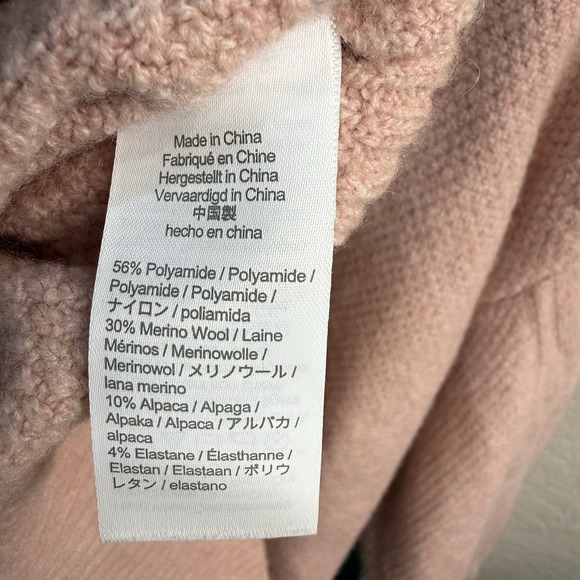 Made in China
Fabriqué en Chine
Hergestellt in China
Vervaardigd in China
中国製
hecho en china
56% Polyamide / Polyamide /
Polyamide / Polyamide /
ナイロン / poliamida
30% Merino Wool / Laine
Mérinos / Merinowolle /
Merinowol / メリノウール /
lana merino
10% Alpaca / Alpaga /
Alpaka / Alpaca / アルパカ /
alpaca
4% Elastane / Élasthanne /
Elastan / Elastaan / ポリウ
レタン / elastano